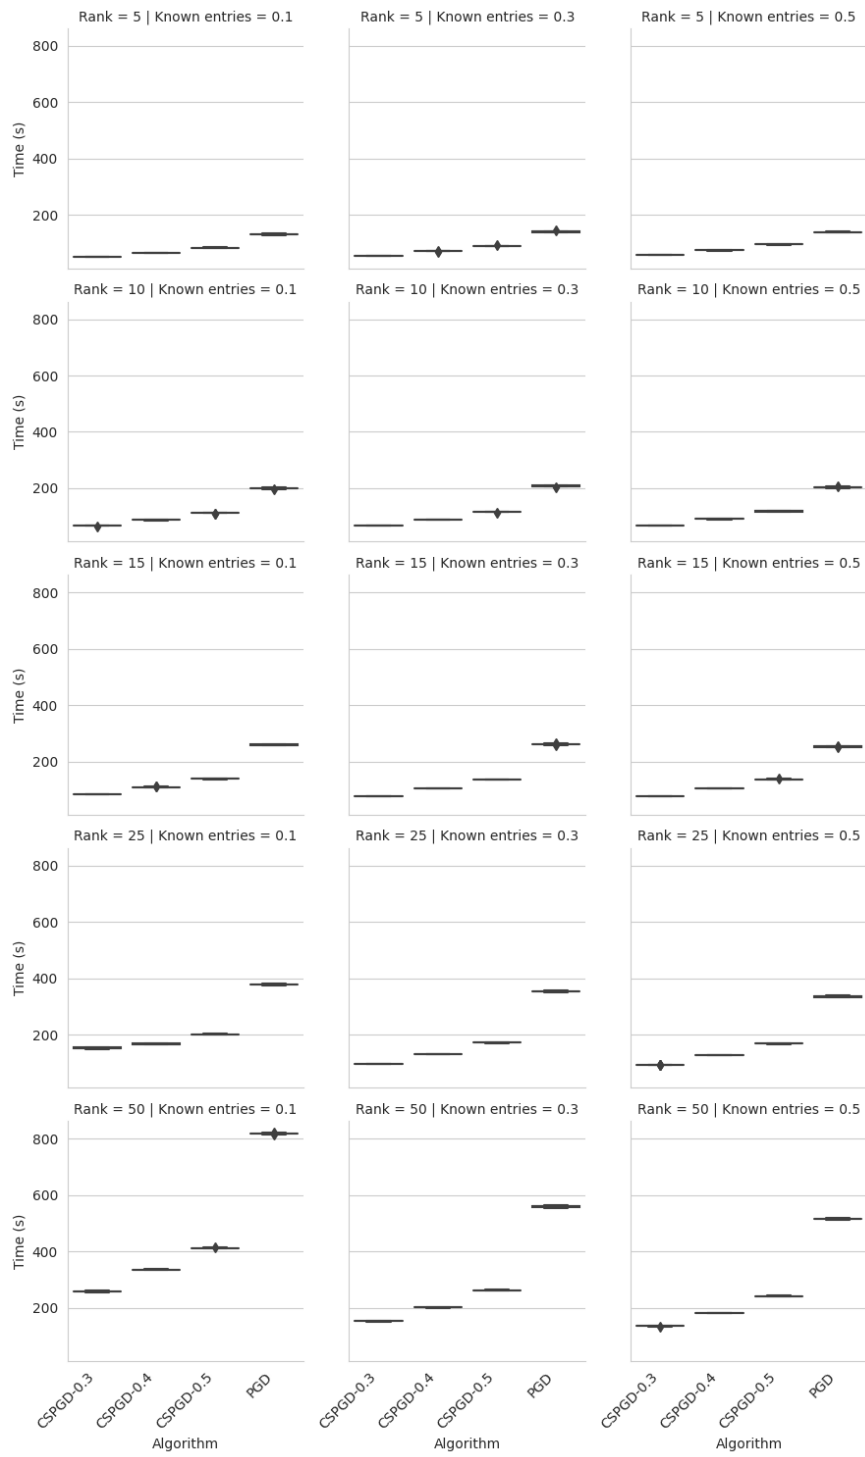 Rank = 5 | Known entries = 0.1
Rank = 5 | Known entries = 0.3
Rank = 5 | Known entries = 0.5
800
600
400
200
Time (s)
Rank = 10 | Known entries = 0.1
Rank = 10 | Known entries = 0.3
Rank = 10 | Known entries = 0.5
800
600
400
200
Time (s)
Rank = 15 | Known entries = 0.1
Rank = 15 | Known entries = 0.3
Rank = 15 | Known entries = 0.5
800
600
400
200
Time (s)
Rank = 25 | Known entries = 0.1
Rank = 25 | Known entries = 0.3
Rank = 25 | Known entries = 0.5
800
600
400
200
Time (s)
Rank = 50 | Known entries = 0.1
Rank = 50 | Known entries = 0.3
Rank = 50 | Known entries = 0.5
800
600
400
200
Time (s)
CSPGD-0.3
CSPGD-0.4
CSPGD-0.5
PGD
CSPGD-0.3
CSPGD-0.4
CSPGD-0.5
PGD
CSPGD-0.3
CSPGD-0.4
CSPGD-0.5
PGD
Algorithm
Algorithm
Algorithm